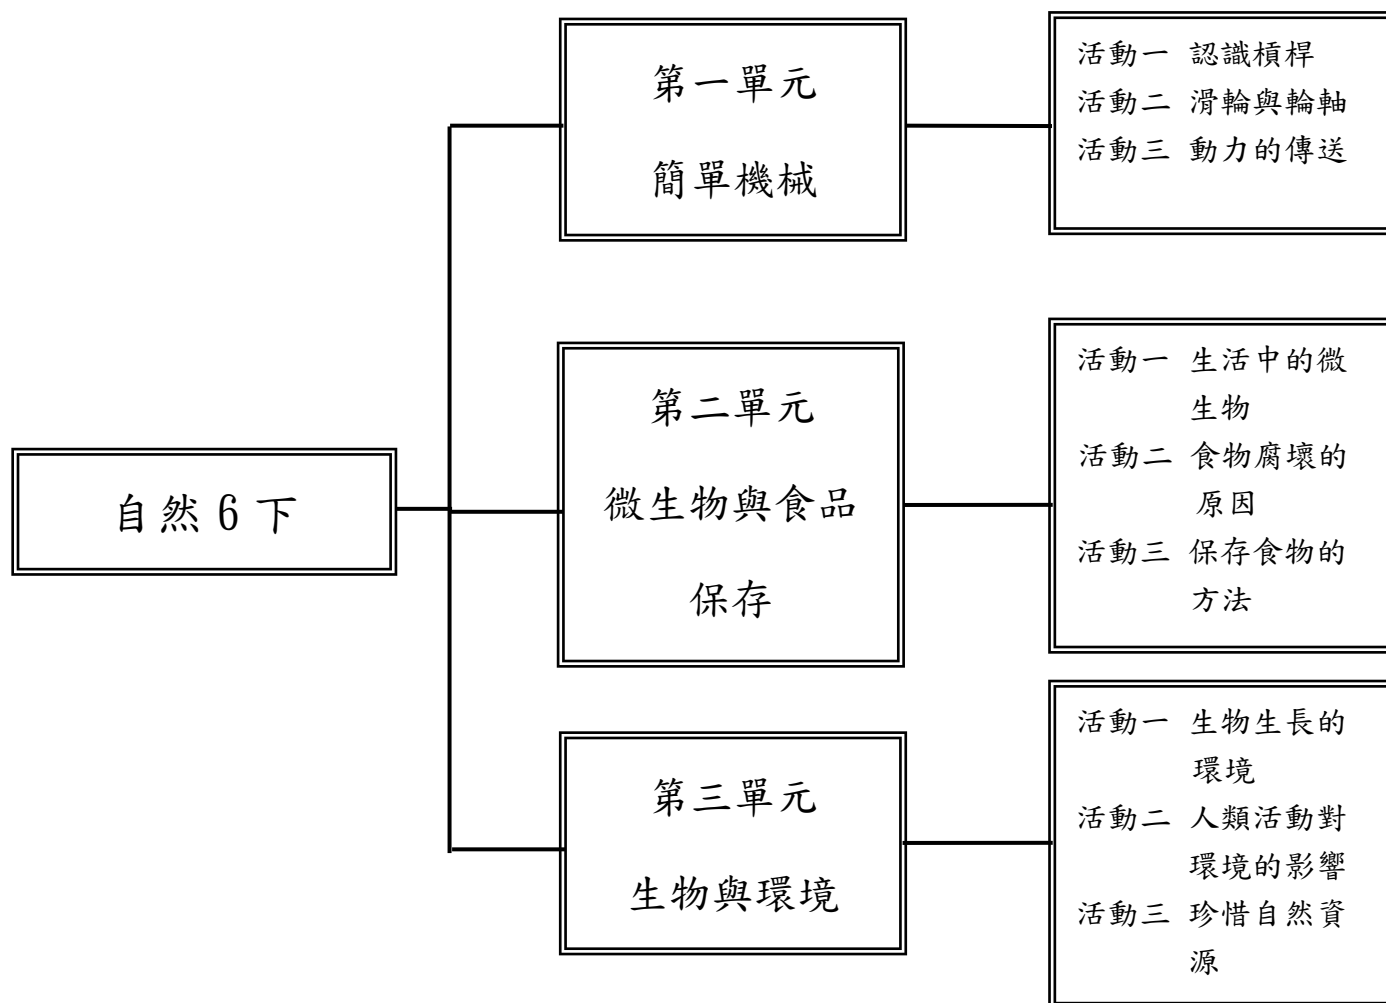 自然 6 下
第一單元
簡單機械
活動一 認識槓桿
活動二 滑輪與輪軸
活動三 動力的傳送
第二單元
微生物與食品
保存
活動一 生活中的微
生物
活動二 食物腐壞的
原因
活動三 保存食物的
方法
第三單元
生物與環境
活動一 生物生長的
環境
活動二 人類活動對
環境的影響
活動三 珍惜自然資
源